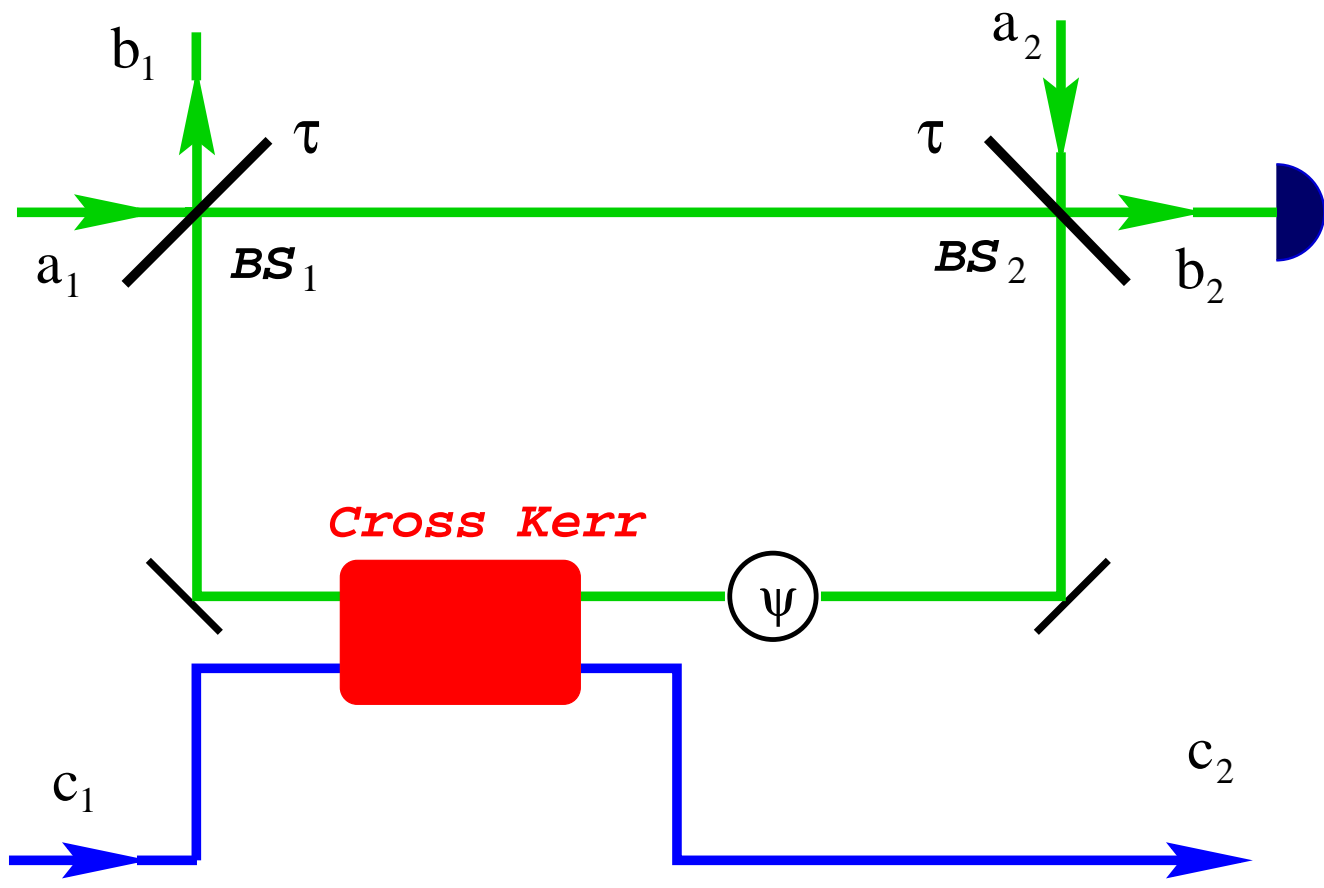 b₁
a₂
τ
τ
a₁
BS₁
BS₂
b₂
Cross Kerr
ψ
c₁
c₂